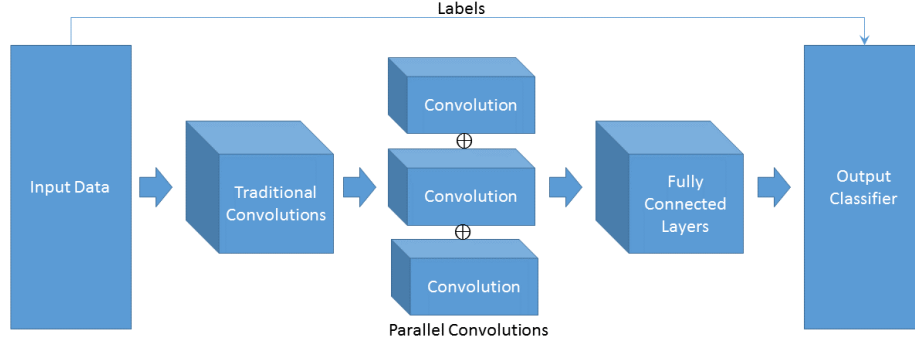 Labels
Input Data
Traditional
Convolutions
Convolution
⊕
Convolution
⊕
Convolution
Parallel Convolutions
Fully
Connected
Layers
Output
Classifier